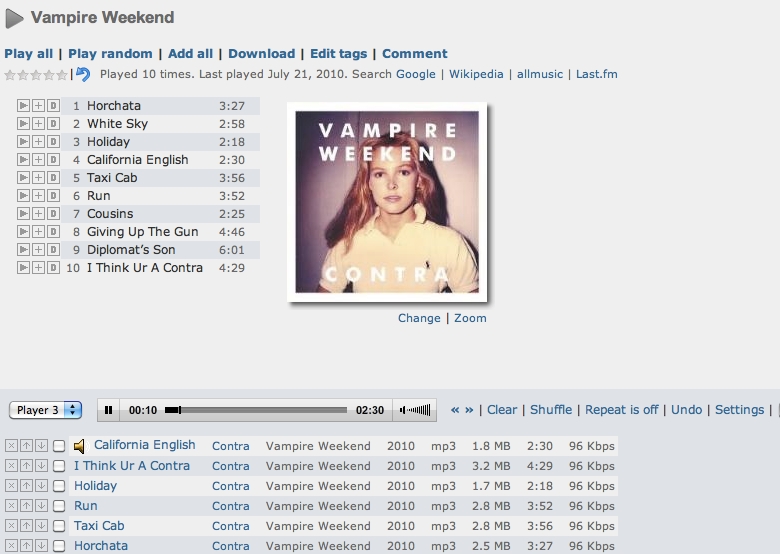 Vampire Weekend
Play all | Play random | Add all | Download | Edit tags | Comment
| Played 10 times. Last played July 21, 2010. Search Google | Wikipedia | allmusic | Last.fm
D 1 Horchata 3:27
D 2 White Sky 2:58
D 3 Holiday 2:18
D 4 California English 2:30
D 5 Taxi Cab 3:56
D 6 Run 3:52
D 7 Cousins 2:25
D 8 Giving Up The Gun 4:46
D 9 Diplomat's Son 6:01
D 10 I Think Ur A Contra 4:29
VAMPIRE
WEEKEND
CONTRA
Change | Zoom
Player 3 00:10 02:30 « » | Clear | Shuffle | Repeat is off | Undo | Settings |
California English Contra Vampire Weekend 2010 mp3 1.8 MB 2:30 96 Kbps
I Think Ur A Contra Contra Vampire Weekend 2010 mp3 3.2 MB 4:29 96 Kbps
Holiday Contra Vampire Weekend 2010 mp3 1.7 MB 2:18 96 Kbps
Run Contra Vampire Weekend 2010 mp3 2.8 MB 3:52 96 Kbps
Taxi Cab Contra Vampire Weekend 2010 mp3 2.8 MB 3:56 96 Kbps
Horchata Contra Vampire Weekend 2010 mp3 2.5 MB 3:27 96 Kbps